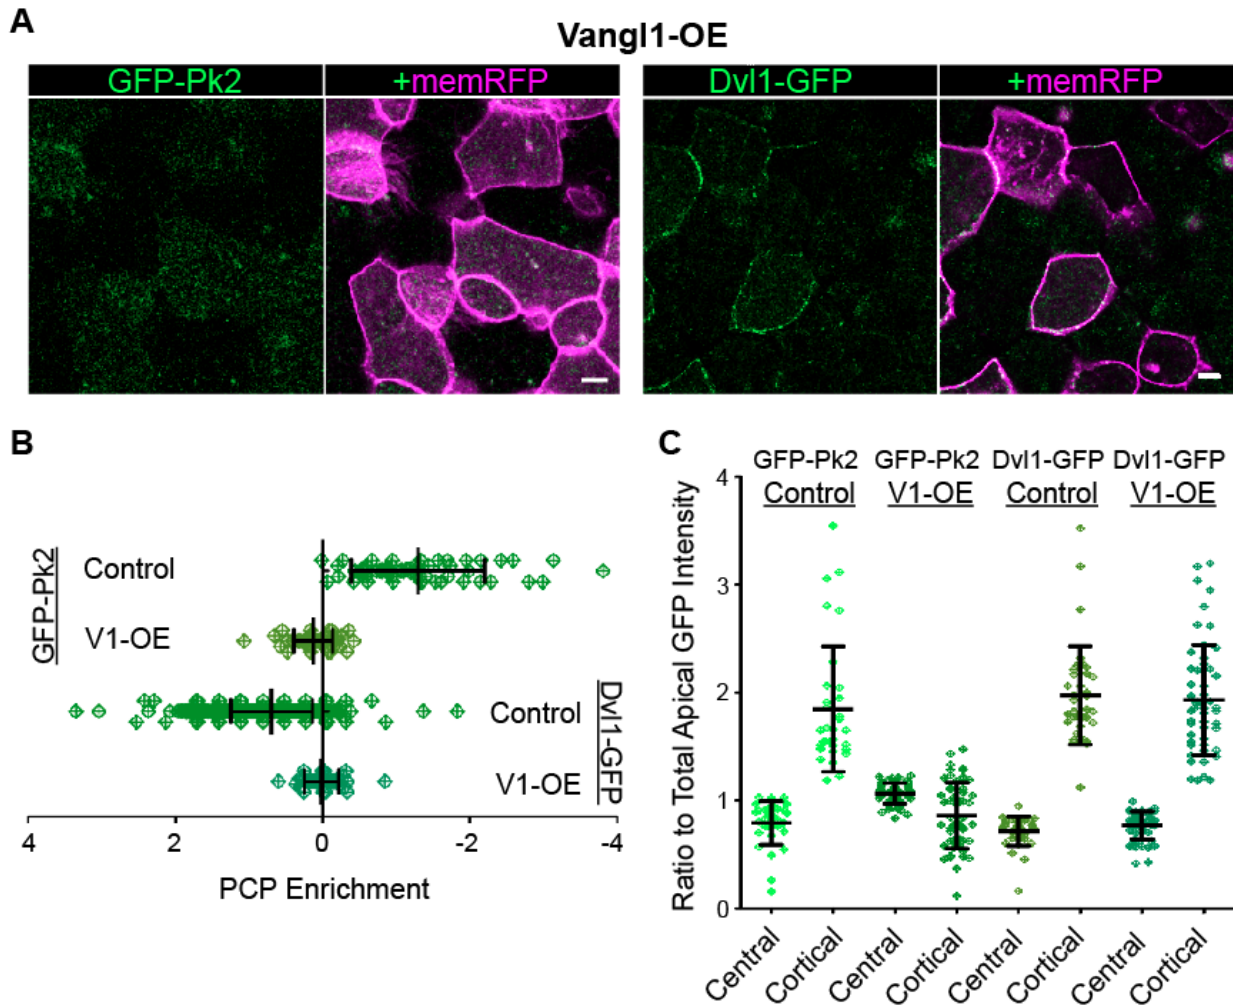 A
Vangl1-OE
GFP-Pk2 +memRFP Dvl1-GFP +memRFP
B
GFP-Pk2
Control
V1-OE
Dvl1-GFP
Control
V1-OE
4 2 0 -2 -4
PCP Enrichment
C
GFP-Pk2 GFP-Pk2 Dvl1-GFP Dvl1-GFP
Control V1-OE Control V1-OE
Ratio to Total Apical GFP Intensity
4
3
2
1
0
Central Cortical Central Cortical Central Cortical Central Cortical